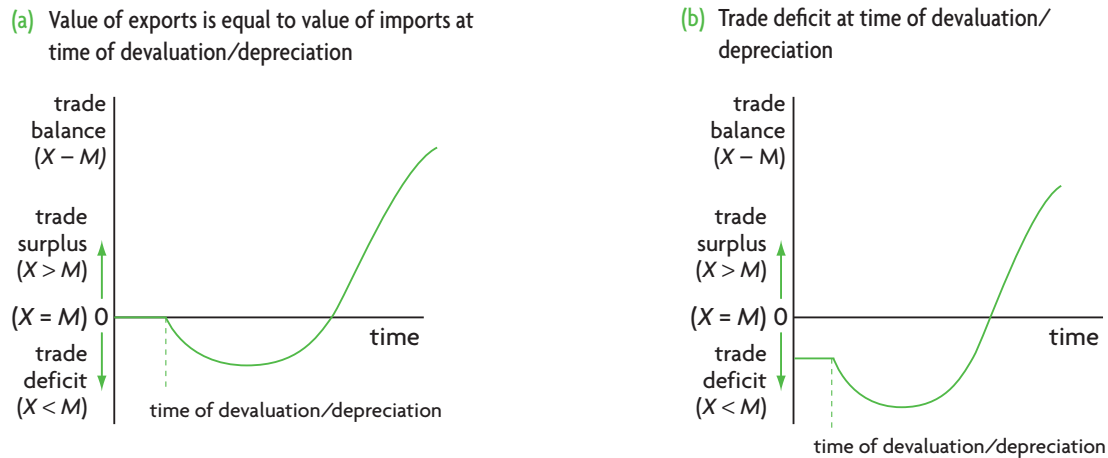 (a) Value of exports is equal to value of imports at
time of devaluation/depreciation
trade
balance
(X – M)
trade
surplus
(X > M)
(X = M) 0
trade
deficit
(X < M)
time
time of devaluation/depreciation
(b) Trade deficit at time of devaluation/
depreciation
trade
balance
(X – M)
trade
surplus
(X > M)
(X = M) 0
trade
deficit
(X < M)
time
time of devaluation/depreciation